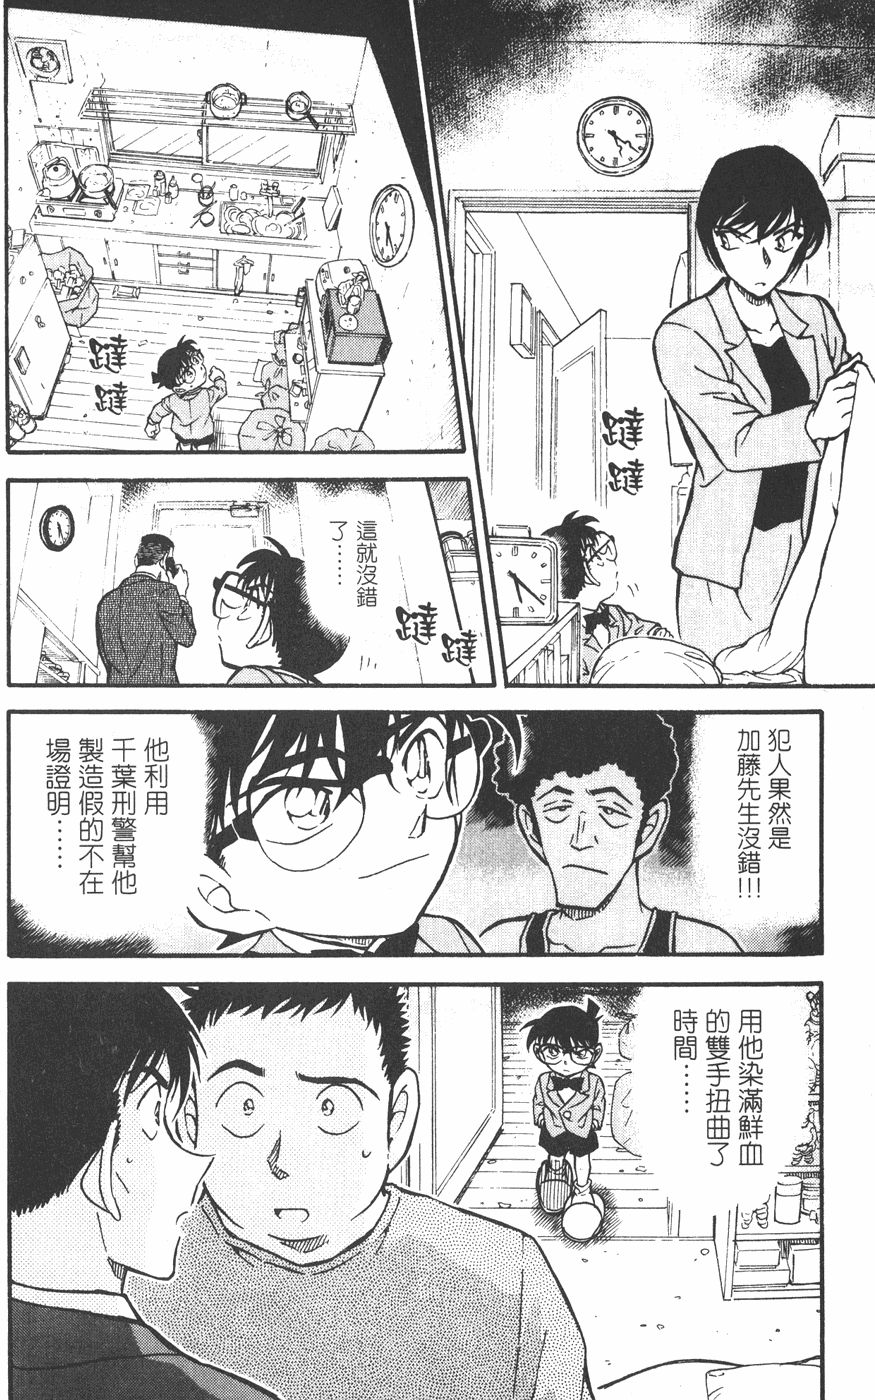 躂
躂
躂
躂
這就沒錯
了……
躂
躂
犯人果然是
加藤先生沒錯!!!
他利用
千葉刑警幫他
製造假的不在
場證明……
用他染滿鮮血
的雙手扭曲了
時間……